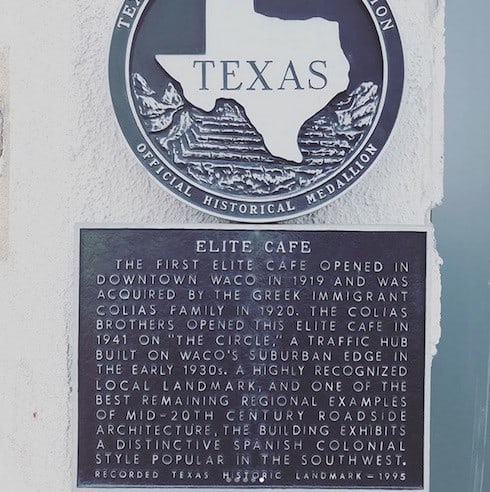 TEXAS
OFFICIAL HISTORICAL MEDALLION
ELITE CAFE
THE FIRST ELITE CAFE OPENED IN
DOWNTOWN WACO IN 1919 AND WAS
ACQUIRED BY THE GREEK IMMIGRANT
COLIAS FAMILY IN 1920. THE COLIAS
BROTHERS OPENED THIS ELITE CAFE IN
1941 ON "THE CIRCLE," A TRAFFIC HUB
BUILT ON WACO'S SUBURBAN EDGE IN
THE EARLY 1930s. A HIGHLY RECOGNIZED
LOCAL LANDMARK, AND ONE OF THE
BEST REMAINING REGIONAL EXAMPLES
OF MID-20TH CENTURY ROADSIDE
ARCHITECTURE, THE BUILDING EXHIBITS
A DISTINCTIVE SPANISH COLONIAL
STYLE POPULAR IN THE SOUTHWEST.
RECORDED TEXAS HISTORIC LANDMARK - 1995